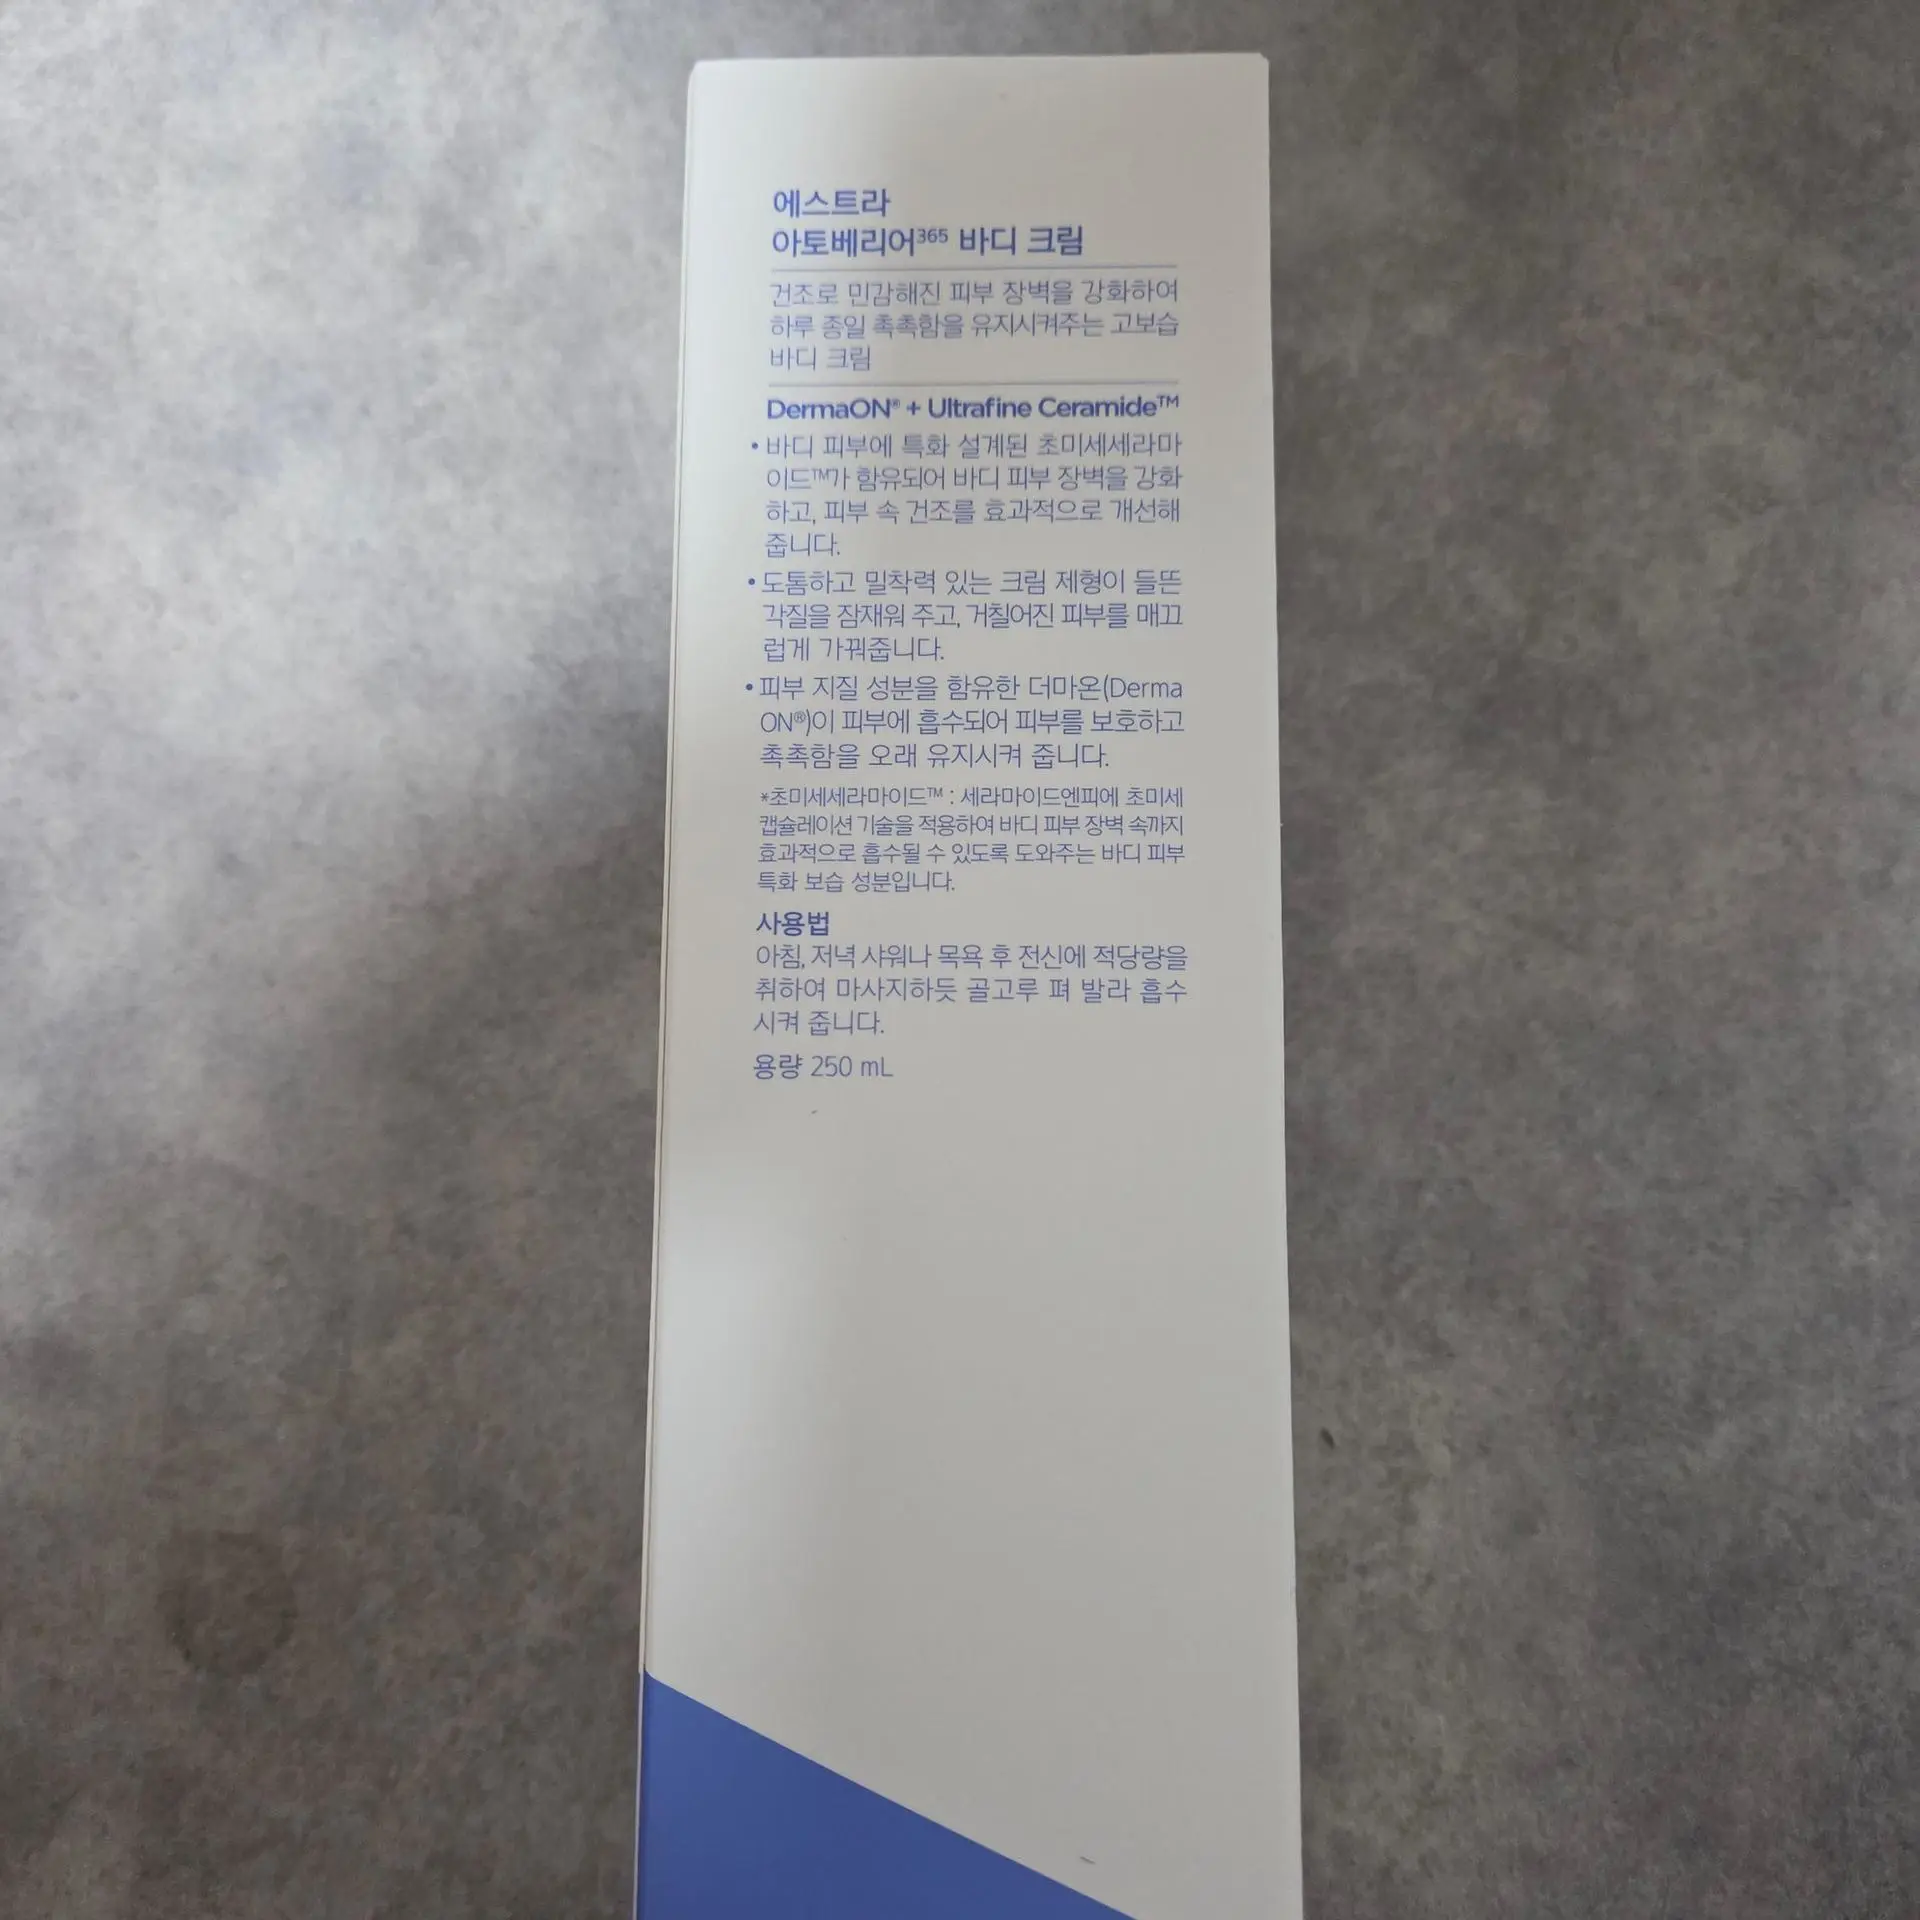 에스트라
아토베리어³⁶⁵ 바디 크림
건조로 민감해진 피부 장벽을 강화하여
하루 종일 촉촉함을 유지시켜주는 고보습
바디 크림
DermaON® + Ultrafine Ceramide™
• 바디 피부에 특화 설계된 초미세세라마
이드™가 함유되어 바디 피부 장벽을 강화
하고, 피부 속 건조를 효과적으로 개선해
줍니다.
• 도톰하고 밀착력 있는 크림 제형이 들뜬
각질을 잠재워 주고, 거칠어진 피부를 매끄
럽게 가꿔줍니다.
• 피부 지질 성분을 함유한 더마온(Derma
ON®)이 피부에 흡수되어 피부를 보호하고
촉촉함을 오래 유지시켜 줍니다.
*초미세세라마이드™ : 세라마이드엔피에 초미세
캡슐레이션 기술을 적용하여 바디 피부 장벽 속까지
효과적으로 흡수될 수 있도록 도와주는 바디 피부
특화 보습 성분입니다.
사용법
아침, 저녁 샤워나 목욕 후 전신에 적당량을
취하여 마사지하듯 골고루 펴 발라 흡수
시켜 줍니다.
용량 250 mL